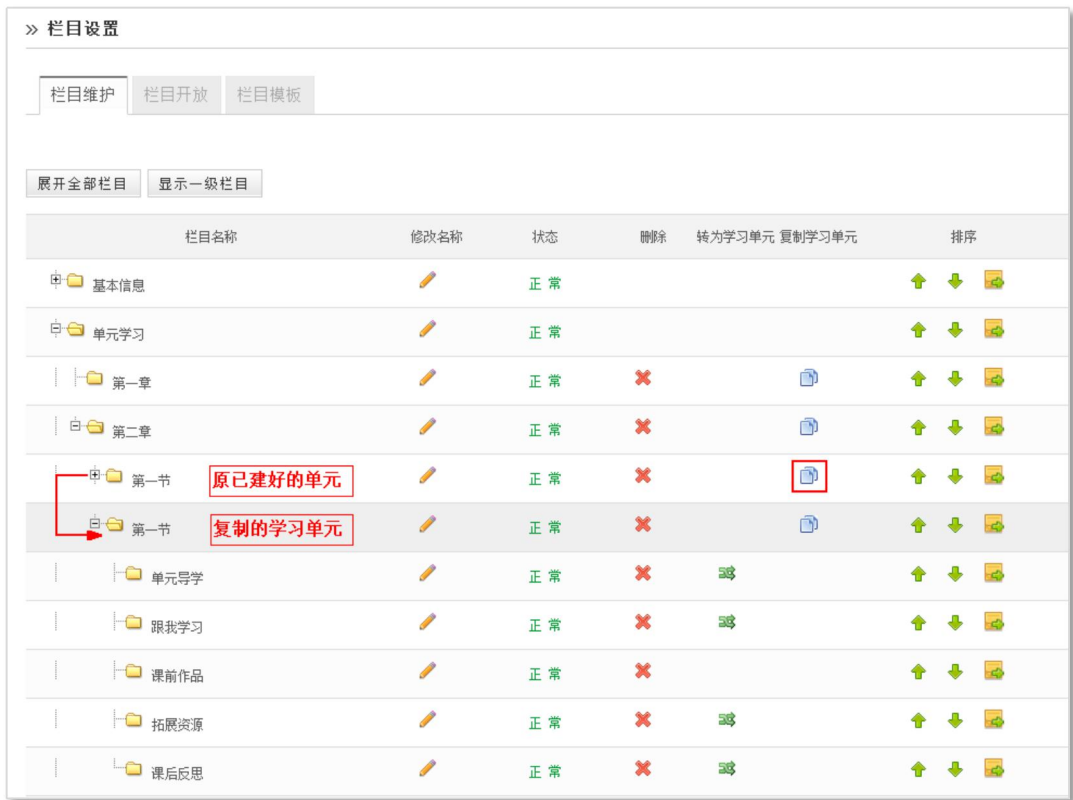 » 栏目设置
栏目维护 栏目开放 栏目模板
展开全部栏目 显示一级栏目
栏目名称 修改名称 状态 删除 转为学习单元 复制学习单元 排序
基本信息 正常
单元学习 正常
第一章 正常
第二章 正常
第一节 原已建好的单元 正常
第一节 复制的学习单元 正常
单元导学 正常
跟我学习 正常
课前作品 正常
拓展资源 正常
课后反思 正常